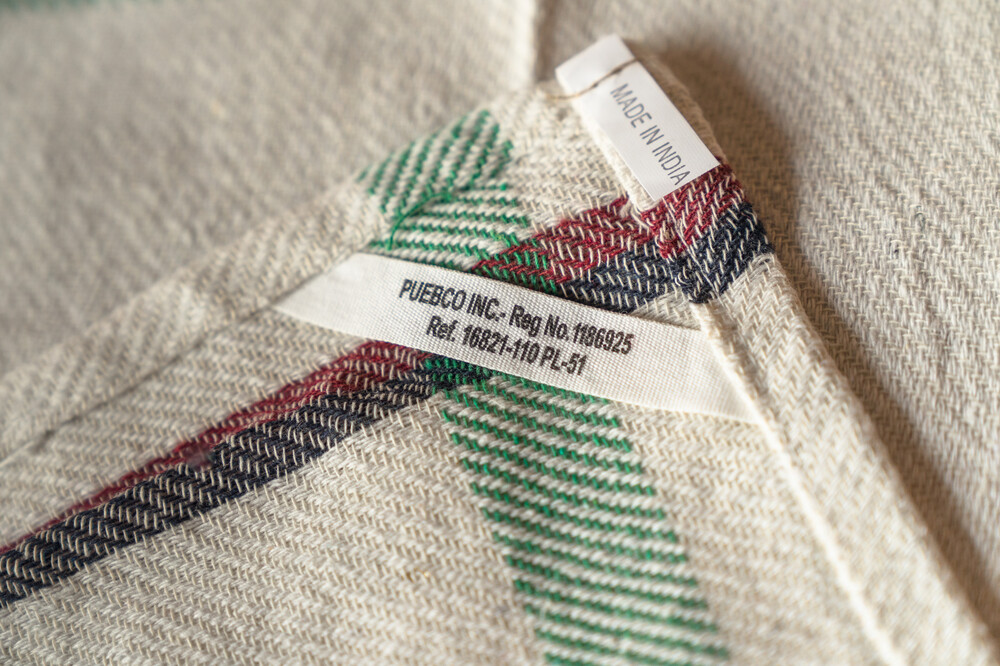 MADE IN INDIA
PUEBCO INC.- Reg No.1186925
Ref. 16821-110 PL-51